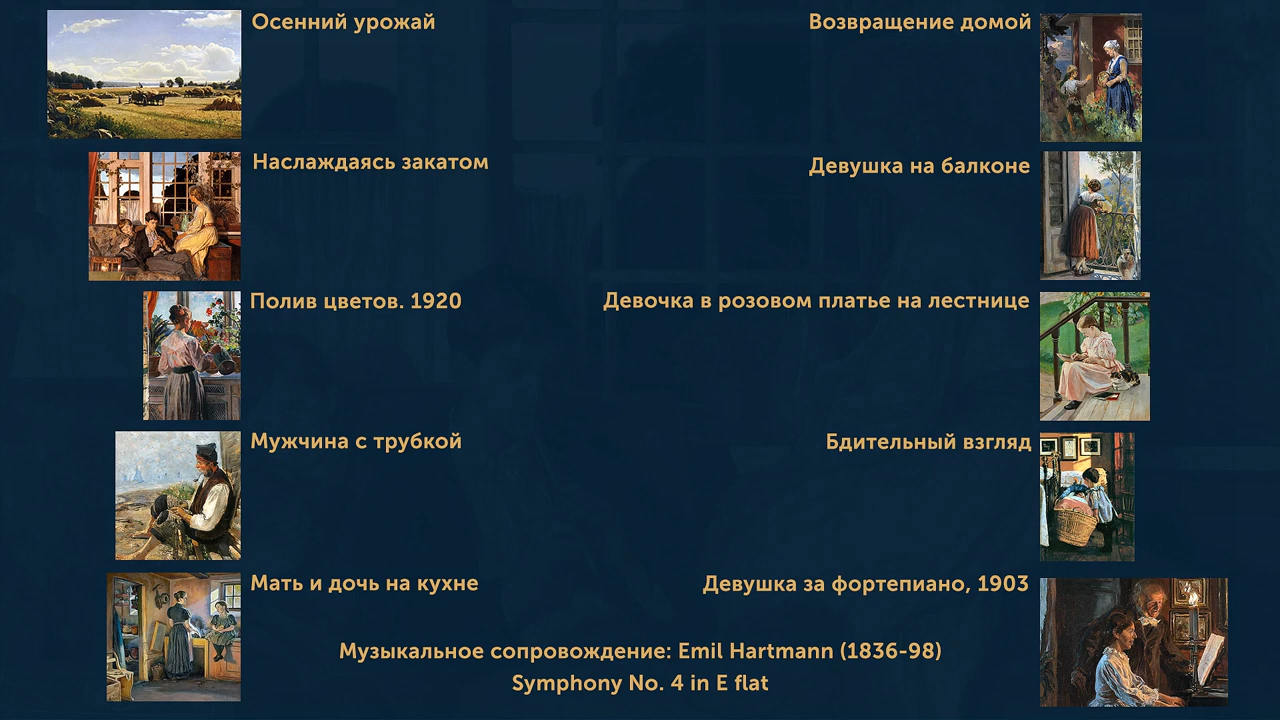 Осенний урожай
Наслаждаясь закатом
Полив цветов. 1920
Мужчина с трубкой
Мать и дочь на кухне
Возвращение домой
Девушка на балконе
Девочка в розовом платье на лестнице
Бдительный взгляд
Девушка за фортепиано, 1903
Музыкальное сопровождение: Emil Hartmann (1836-98)
Symphony No. 4 in E flat